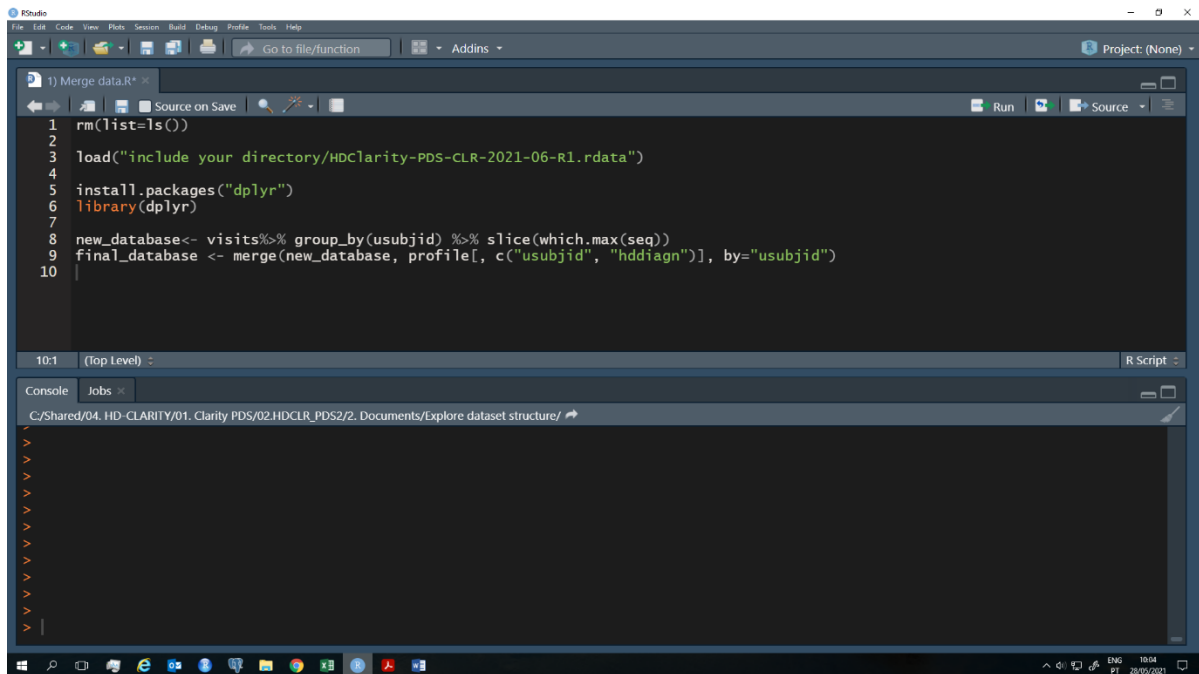 RStudio
File Edit Code View Plots Session Build Debug Profile Tools Help
Go to file/function Addins Project: (None)
1) Merge data.R*
Source on Save Run Source
1 rm(list=ls())
2
3 load("include your directory/HDClarity-PDS-CLR-2021-06-R1.rdata")
4
5 install.packages("dplyr")
6 library(dplyr)
7
8 new_database<- visits%>% group_by(usubjid) %>% slice(which.max(seq))
9 final_database <- merge(new_database, profile[, c("usubjid", "hddiagn")], by="usubjid")
10
10:1 (Top Level) R Script
Console Jobs
C:/Shared/04. HD-CLARITY/01. Clarity PDS/02.HDCLR_PDS2/2. Documents/Explore dataset structure/
>
>
>
>
>
>
>
>
>
>
>
>
>
ENG 10:04
PT 28/05/2021